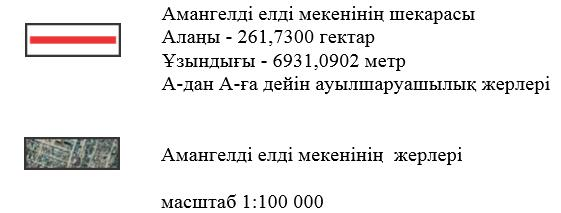 Амангелді елді мекенінің шекарасы
Алаңы - 261,7300 гектар
Ұзындығы - 6931,0902 метр
А-дан А-ға дейін ауылшаруашылық жерлері
Амангелді елді мекенінің жерлері
масштаб 1:100 000